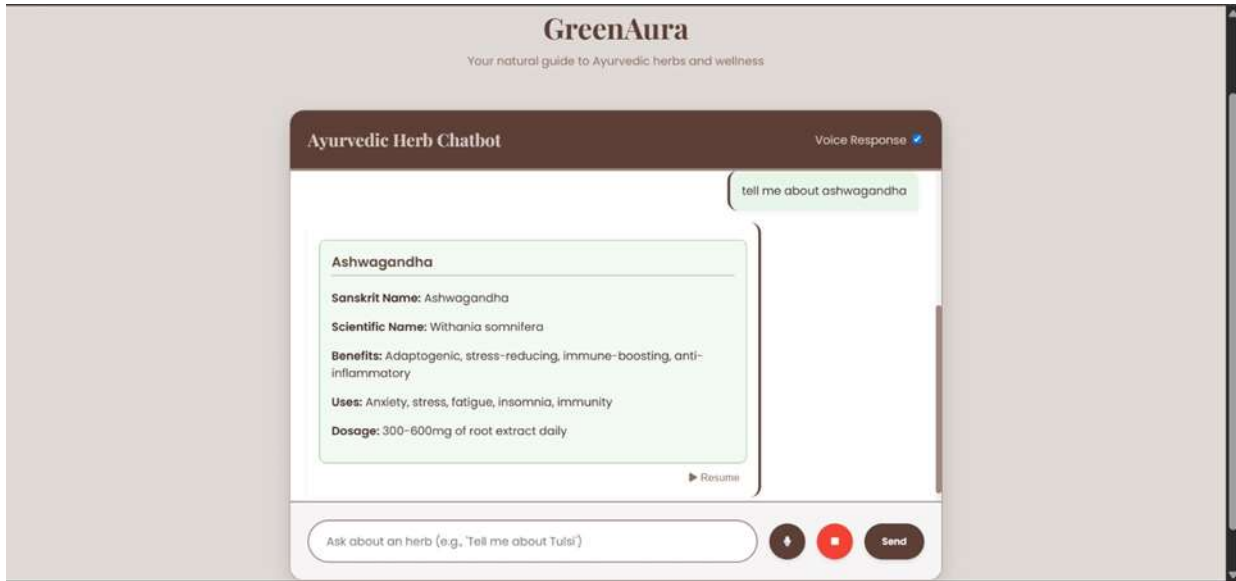 GreenAura
Your natural guide to Ayurvedic herbs and wellness
Ayurvedic Herb Chatbot
Voice Response
tell me about ashwagandha
Ashwagandha
Sanskrit Name: Ashwagandha
Scientific Name: Withania somnifera
Benefits: Adaptogenic, stress-reducing, immune-boosting, anti-
inflammatory
Uses: Anxiety, stress, fatigue, insomnia, immunity
Dosage: 300-600mg of root extract daily
Resume
Ask about an herb (e.g., 'Tell me about Tulsi')
Send